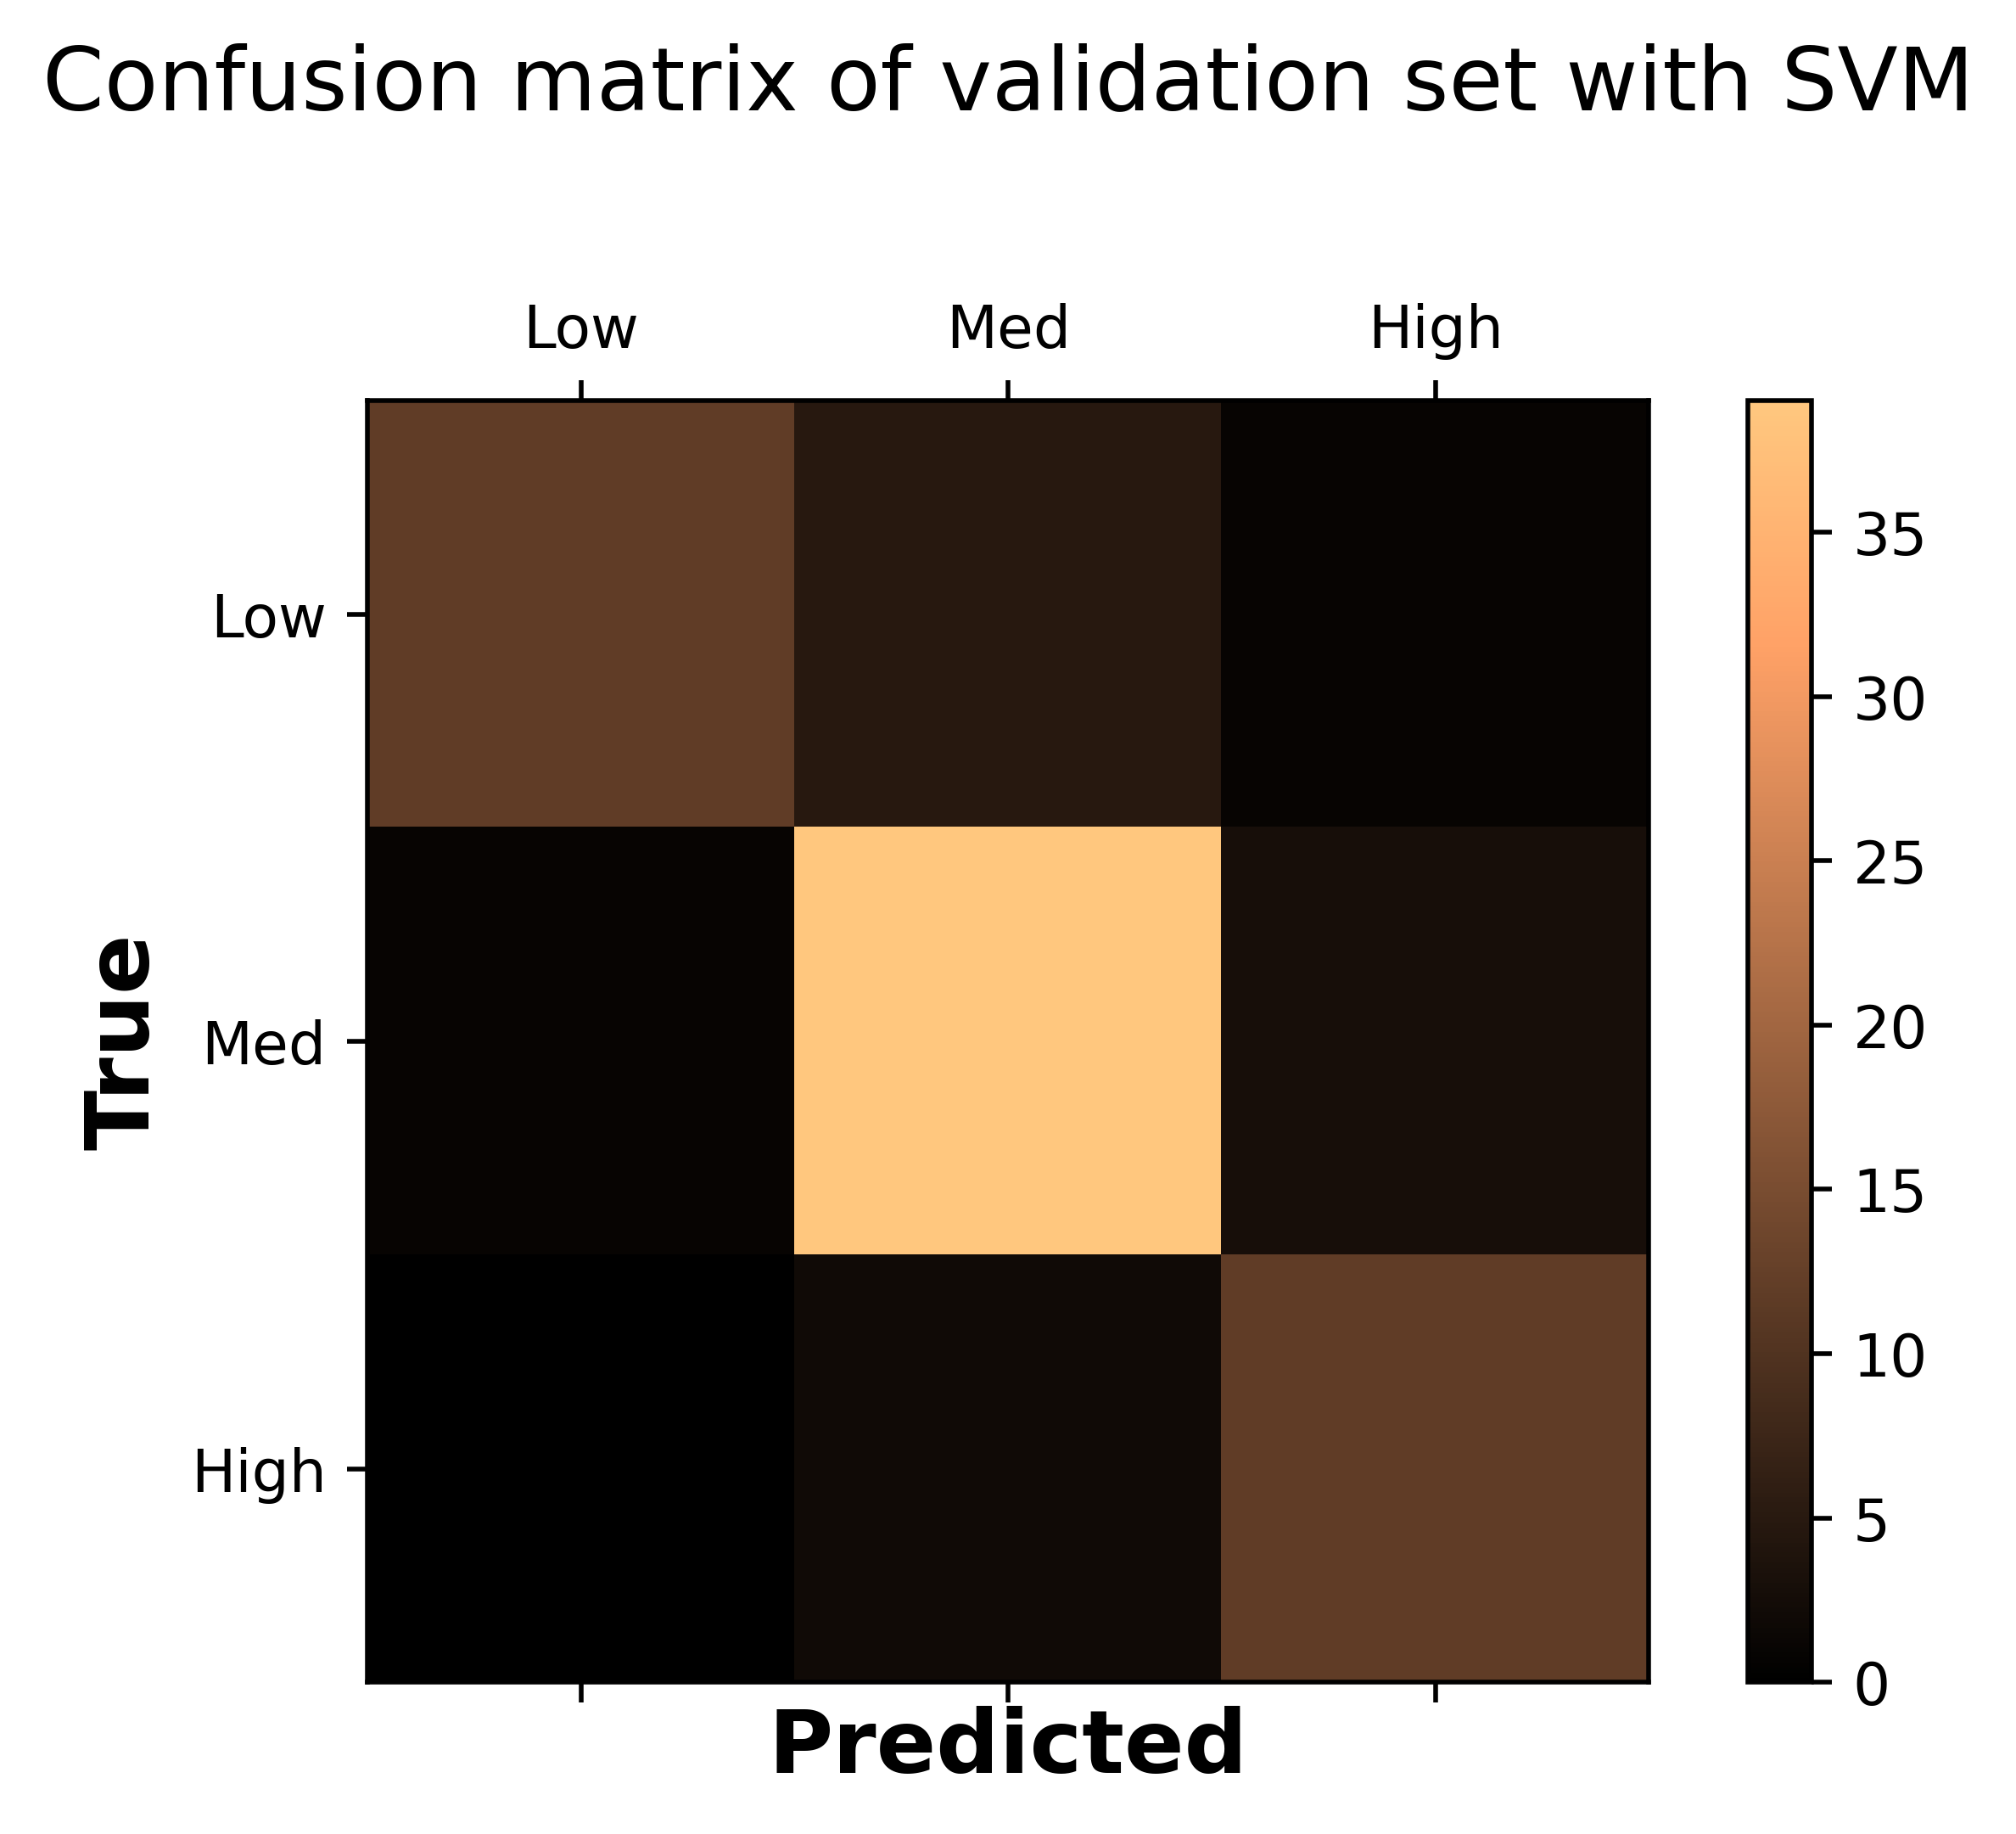 Confusion matrix of validation set with SVM
Low Med High
Low
Med
High
True
Predicted
35
30
25
20
15
10
5
0